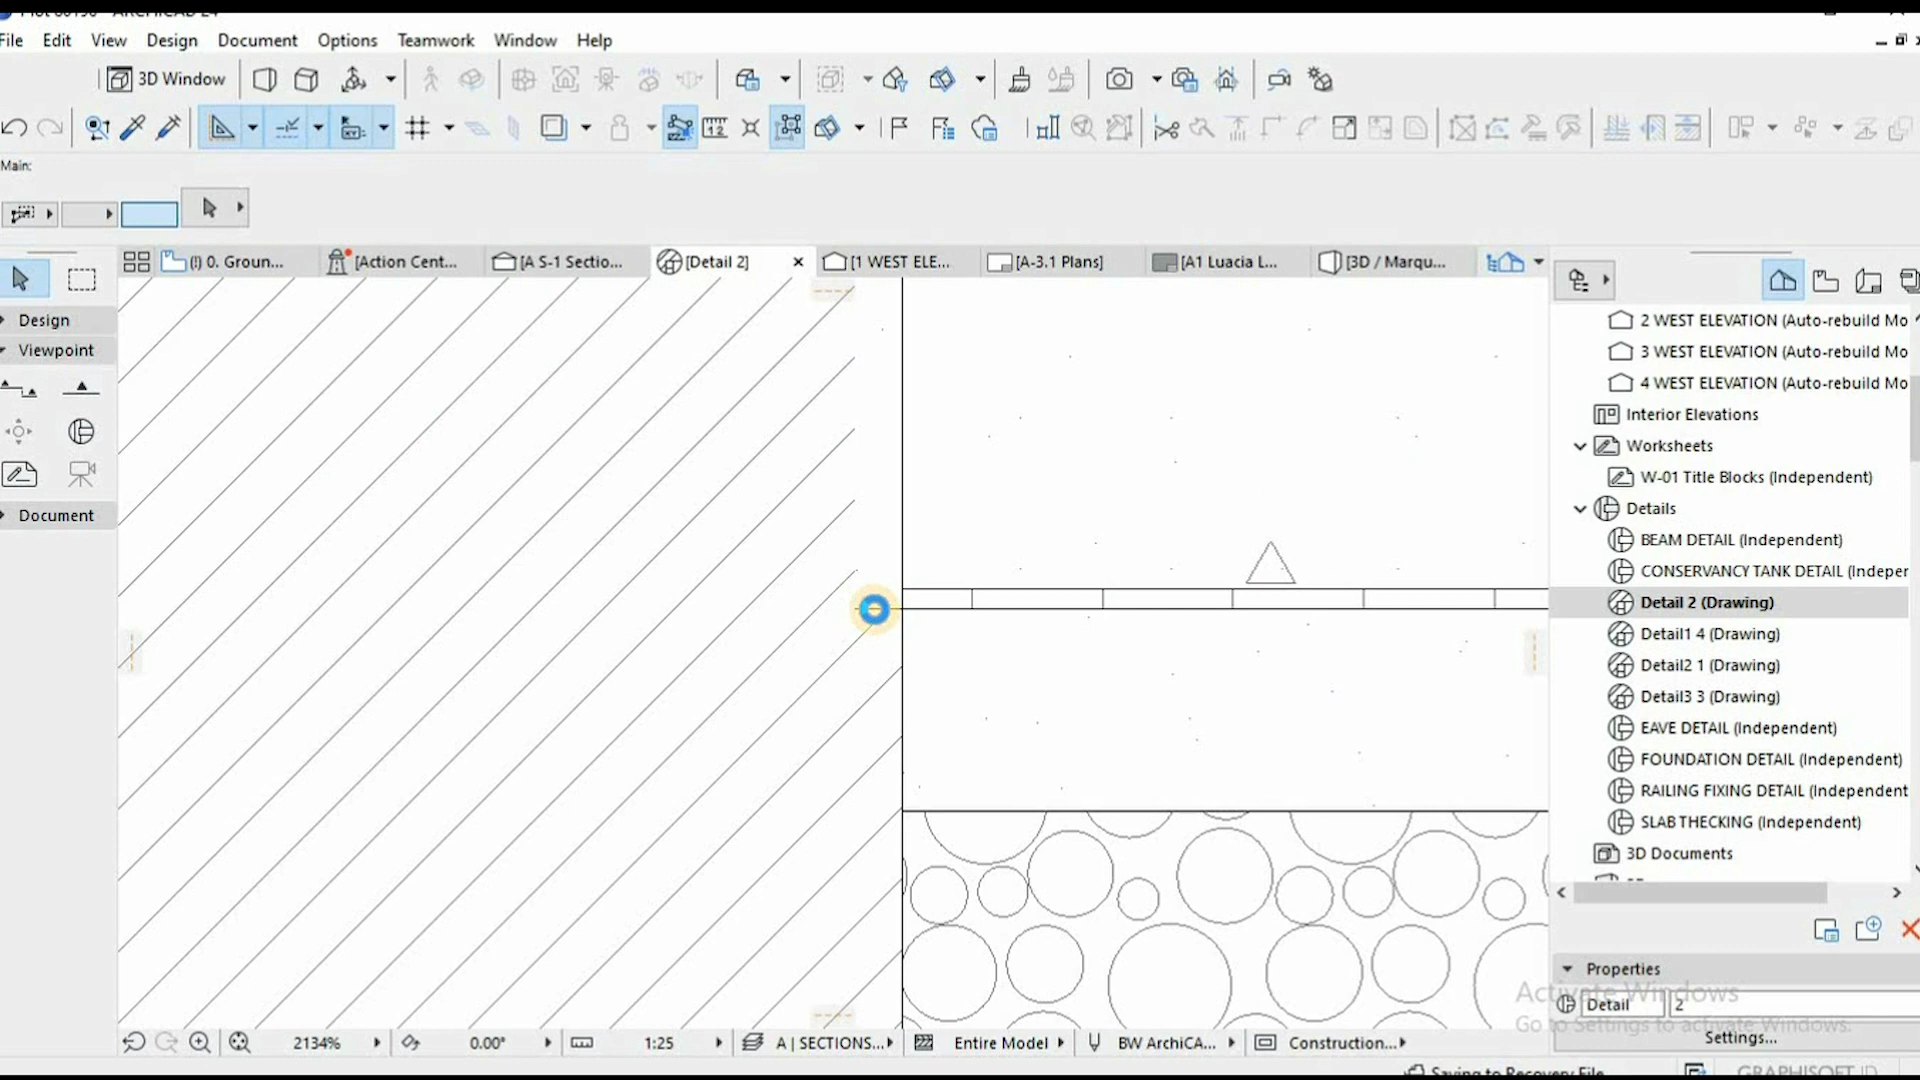 File Edit View Design Document Options Teamwork Window Help
3D Window
Main:
(!) 0. Groun... [Action Cent... [A S-1 Sectio... [Detail 2] [1 WEST ELE... [A-3.1 Plans] [A1 Luacia L... [3D / Marqu...
Design
Viewpoint
Document
2 WEST ELEVATION (Auto-rebuild Mo
3 WEST ELEVATION (Auto-rebuild Mo
4 WEST ELEVATION (Auto-rebuild Mo
Interior Elevations
Worksheets
W-01 Title Blocks (Independent)
Details
BEAM DETAIL (Independent)
CONSERVANCY TANK DETAIL (Indeper
Detail 2 (Drawing)
Detail1 4 (Drawing)
Detail2 1 (Drawing)
Detail3 3 (Drawing)
EAVE DETAIL (Independent)
FOUNDATION DETAIL (Independent)
RAILING FIXING DETAIL (Independent
SLAB THECKING (Independent)
3D Documents
Properties
Activate Windows
Detail 2
Go to Settings to activate Windows.
Settings...
2134% 0.00° 1:25 A | SECTIONS... Entire Model BW ArchiCA... Construction...
Saving to Recovery File
GRAPHISOFT ID